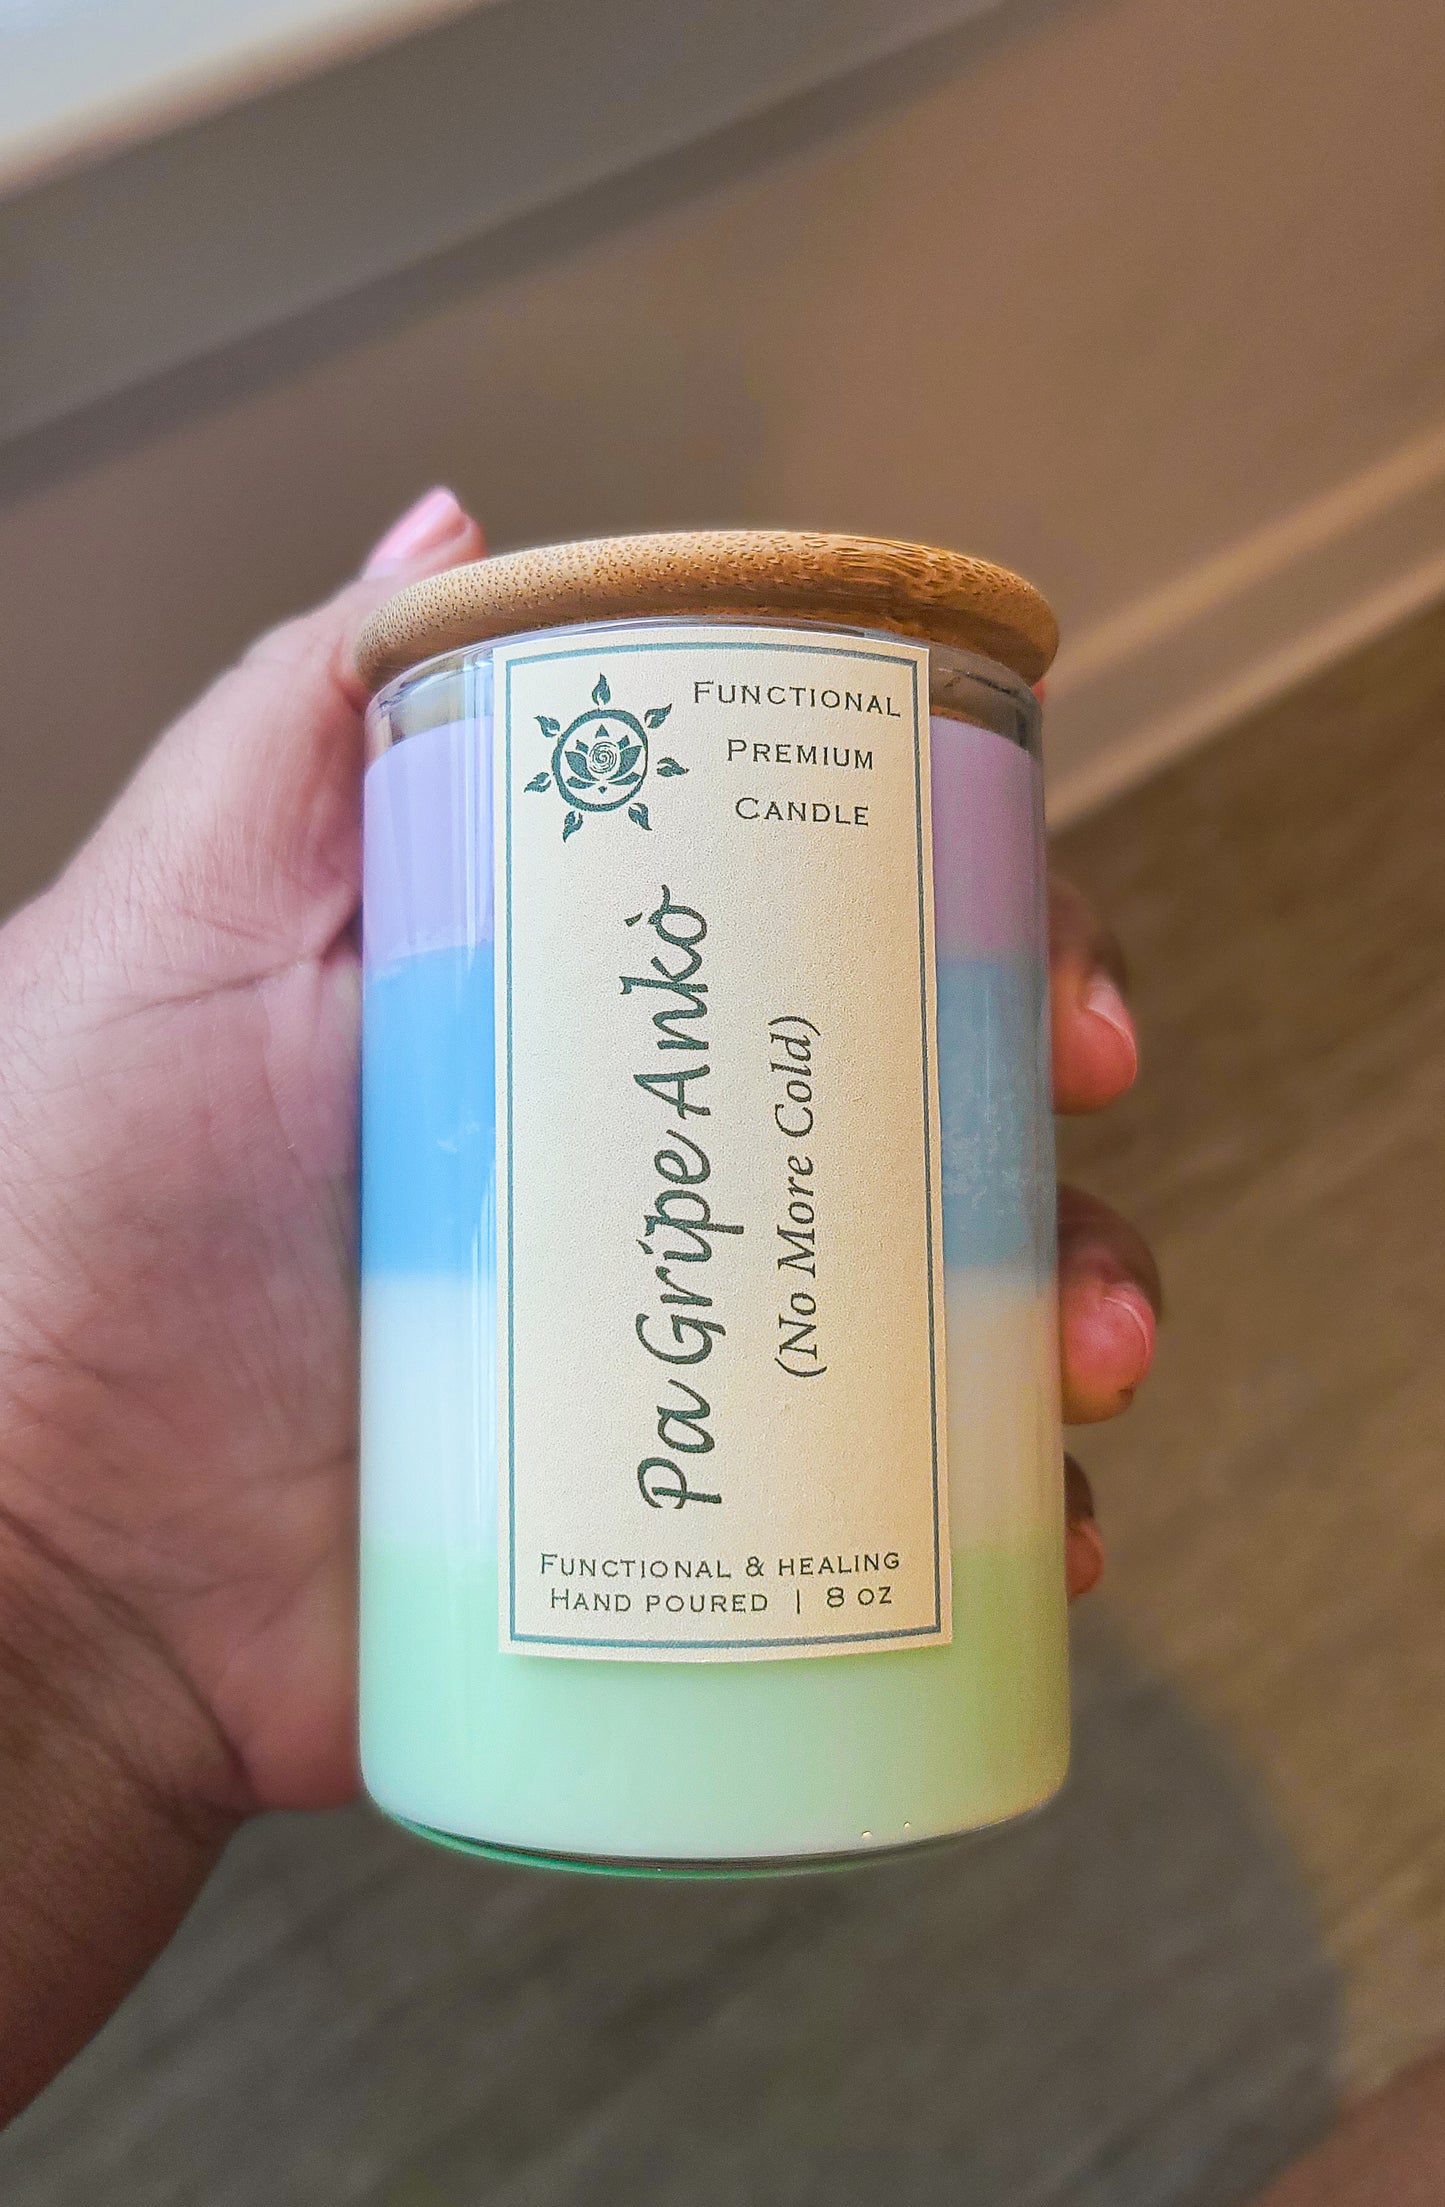 Functional
Premium
Candle
Pa Gripe Ankò
(No More Cold)
Functional & healing
Hand poured | 8 oz